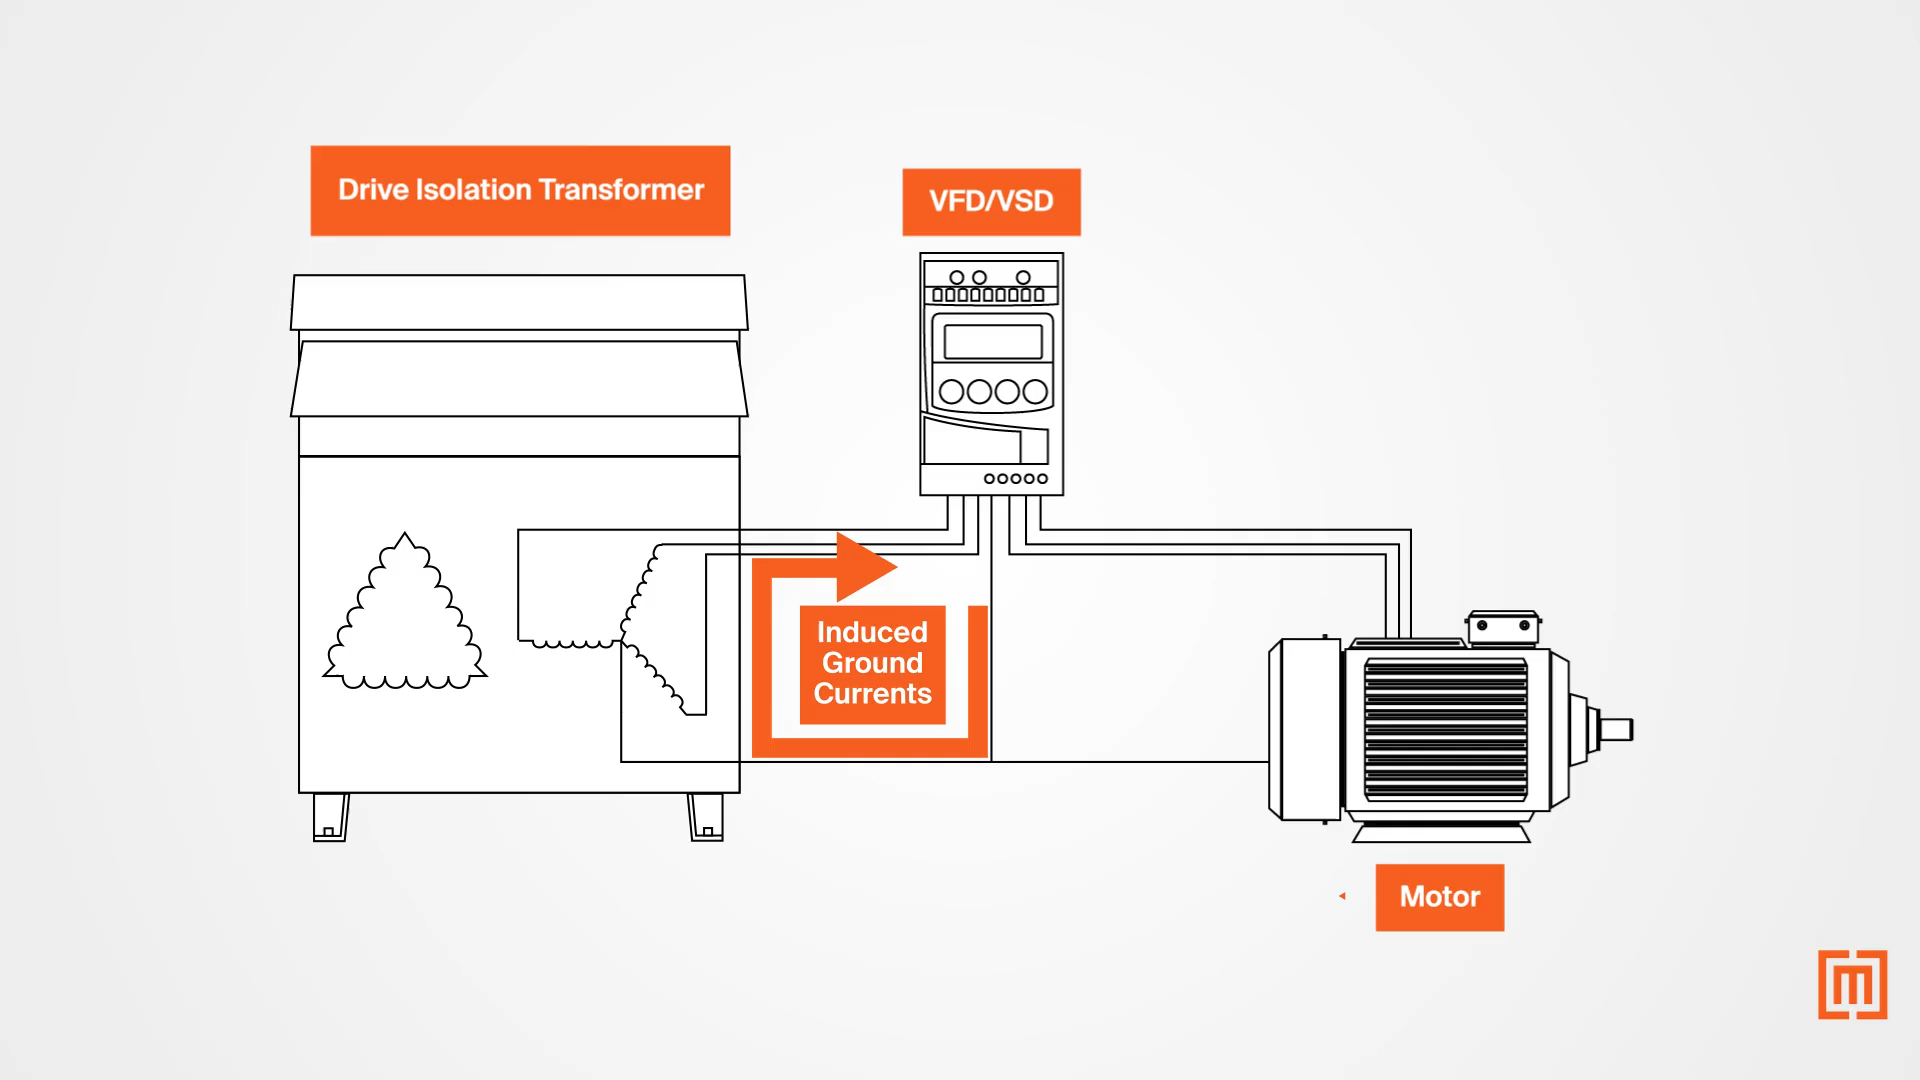 Drive Isolation Transformer
VFD/VSD
Induced
Ground
Currents
Motor